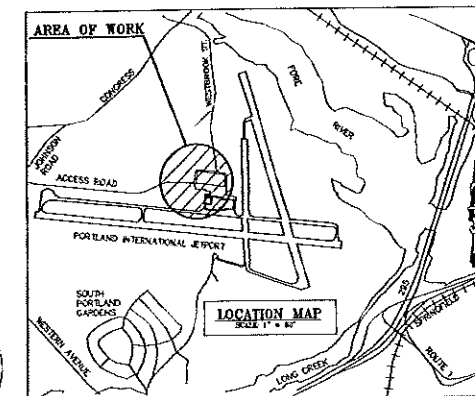 AREA OF WORK
WESTBROOK ST.
CONGRESS
FORE
RIVER
JOHNSON
ROAD
ACCESS ROAD
PORTLAND INTERNATIONAL JETPORT
295
SOUTH
PORTLAND
GARDENS
LOCATION MAP
WESTERN AVENUE
SPRINGFIELD T
ROUTE 1
LONG CREEK